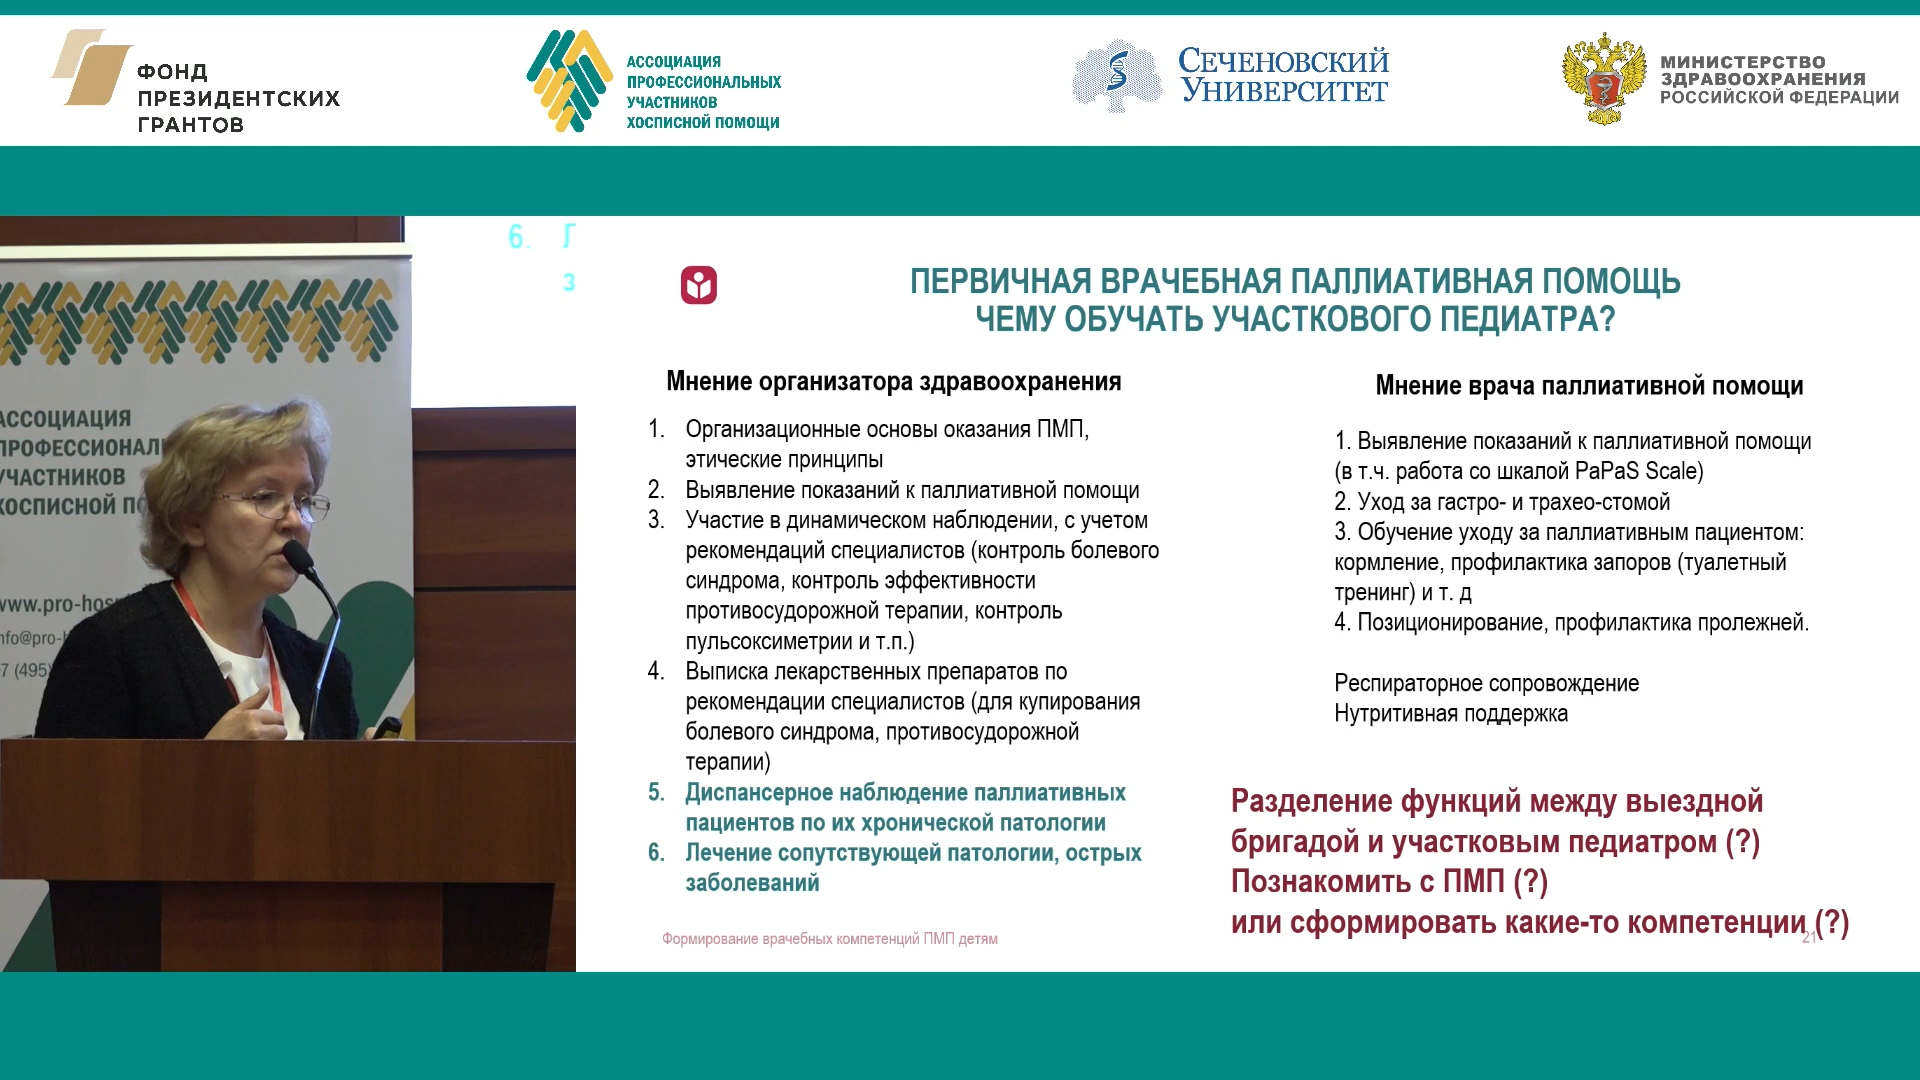 ФОНД
ПРЕЗИДЕНТСКИХ
ГРАНТОВ
АССОЦИАЦИЯ
ПРОФЕССИОНАЛЬНЫХ
УЧАСТНИКОВ
ХОСПИСНОЙ ПОМОЩИ
СЕЧЕНОВСКИЙ
УНИВЕРСИТЕТ
МИНИСТЕРСТВО
ЗДРАВООХРАНЕНИЯ
РОССИЙСКОЙ ФЕДЕРАЦИИ
6.
АССОЦИАЦИЯ
УЧАСТНИКОВ
ХОСПИСНОЙ
ПЕРВИЧНАЯ ВРАЧЕБНАЯ ПАЛЛИАТИВНАЯ ПОМОЩЬ
ЧЕМУ ОБУЧАТЬ УЧАСТКОВОГО ПЕДИАТРА?
Мнение организатора здравоохранения
1. Организационные основы оказания ПМП,
этические принципы
2. Выявление показаний к паллиативной помощи
3. Участие в динамическом наблюдении, с учетом
рекомендаций специалистов (контроль болевого
синдрома, контроль эффективности
противосудорожной терапии, контроль
пульсоксиметрии и т.п.)
4. Выписка лекарственных препаратов по
рекомендации специалистов (для купирования
болевого синдрома, противосудорожной
терапии)
5. Диспансерное наблюдение паллиативных
пациентов по их хронической патологии
6. Лечение сопутствующей патологии, острых
заболеваний
Мнение врача паллиативной помощи
1. Выявление показаний к паллиативной помощи
(в т.ч. работа со шкалой PaPaS Scale)
2. Уход за гастро- и трахео-стомой
3. Обучение уходу за паллиативным пациентом:
кормление, профилактика запоров (туалетный
тренинг) и т. д
4. Позиционирование, профилактика пролежней.
Респираторное сопровождение
Нутритивная поддержка
Разделение функций между выездной
бригадой и участковым педиатром (?)
Познакомить с ПМП (?)
или сформировать какие-то компетенции (?)
Формирование врачебных компетенций ПМП детям
21